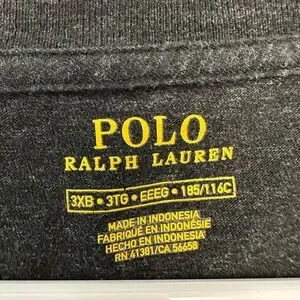 POLO
RALPH LAUREN
3XB • 3TG • EEEG • 185/116C
MADE IN INDONESIA
FABRIQUÉ EN INDONÉSIE
HECHO EN INDONESIA
RN 41381/CA 56658